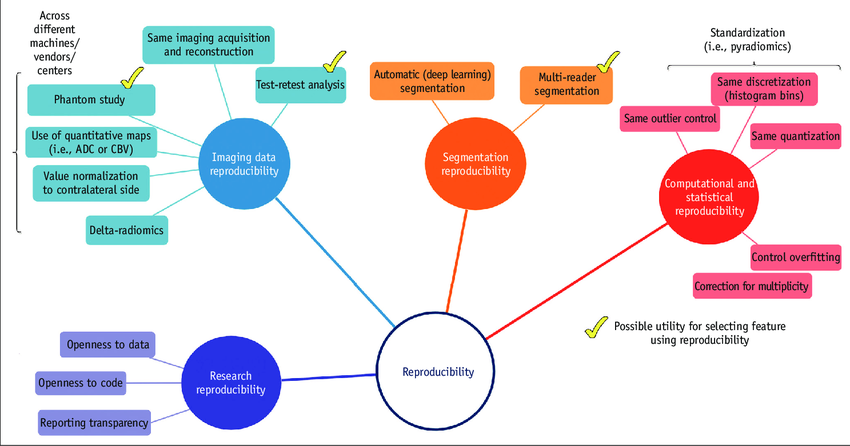 Across
different
machines/
vendors/
centers
Same imaging acquisition
and reconstruction
Test-retest analysis
Phantom study
Use of quantitative maps
(i.e., ADC or CBV)
Value normalization
to contralateral side
Delta-radiomics
Imaging data
reproducibility
Automatic (deep learning)
segmentation
Multi-reader
segmentation
Segmentation
reproducibility
Standardization
(i.e., pyradiomics)
Same discretization
(histogram bins)
Same outlier control
Same quantization
Computational and
statistical
reproducibility
Control overfitting
Correction for multiplicity
Possible utility for selecting feature
using reproducibility
Openness to data
Openness to code
Reporting transparency
Research
reproducibility
Reproducibility